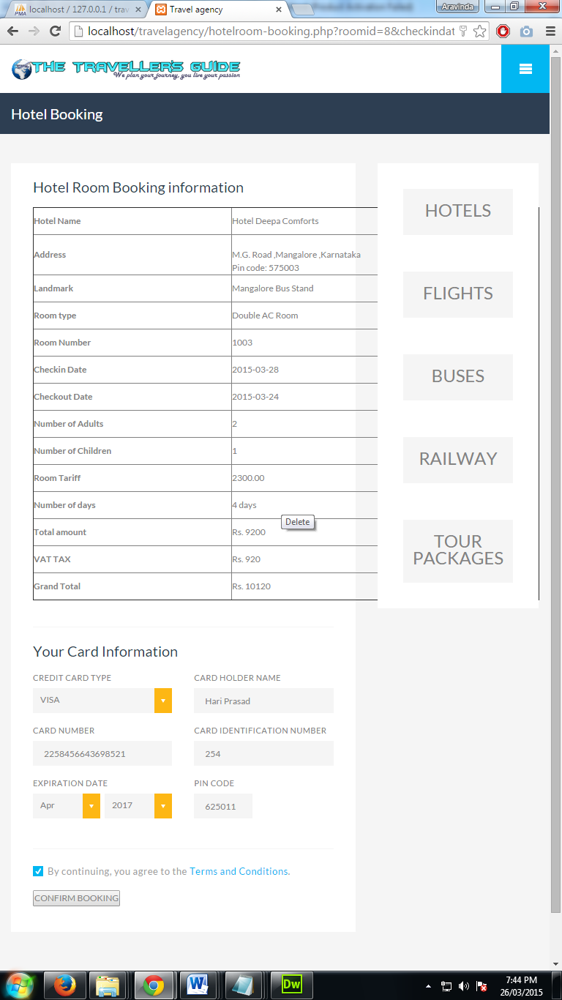 localhost / 127.0.0.1 / trav
Travel agency
Aravinda
localhost/travelagency/hotelroom-booking.php?roomid=8&checkindat
THE TRAVELLER'S GUIDE
We plan your journey, you live your passion
Hotel Booking
Hotel Room Booking information
Hotel Name Hotel Deepa Comforts
Address M.G. Road ,Mangalore ,Karnataka
Pin code: 575003
Landmark Mangalore Bus Stand
Room type Double AC Room
Room Number 1003
Checkin Date 2015-03-28
Checkout Date 2015-03-24
Number of Adults 2
Number of Children 1
Room Tariff 2300.00
Number of days 4 days
Delete
Total amount Rs. 9200
VAT TAX Rs. 920
Grand Total Rs. 10120
HOTELS
FLIGHTS
BUSES
RAILWAY
TOUR
PACKAGES
Your Card Information
CREDIT CARD TYPE CARD HOLDER NAME
VISA Hari Prasad
CARD NUMBER CARD IDENTIFICATION NUMBER
2258456643698521 254
EXPIRATION DATE PIN CODE
Apr 2017 625011
By continuing, you agree to the Terms and Conditions.
CONFIRM BOOKING
Dw
7:44 PM
26/03/2015